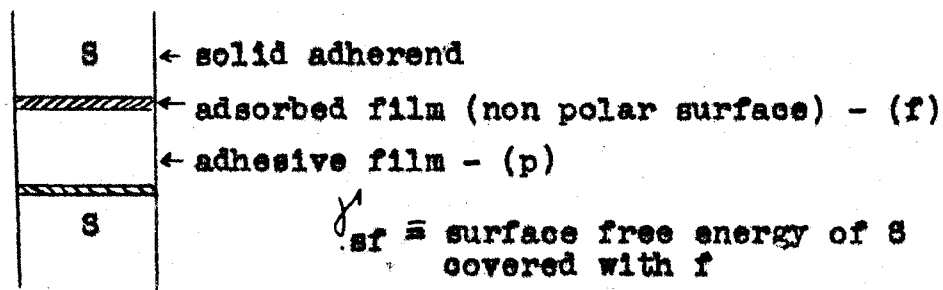 S ← solid adherend
← adsorbed film (non polar surface) - (f)
← adhesive film - (p)
S
γsf ≡ surface free energy of S
covered with f